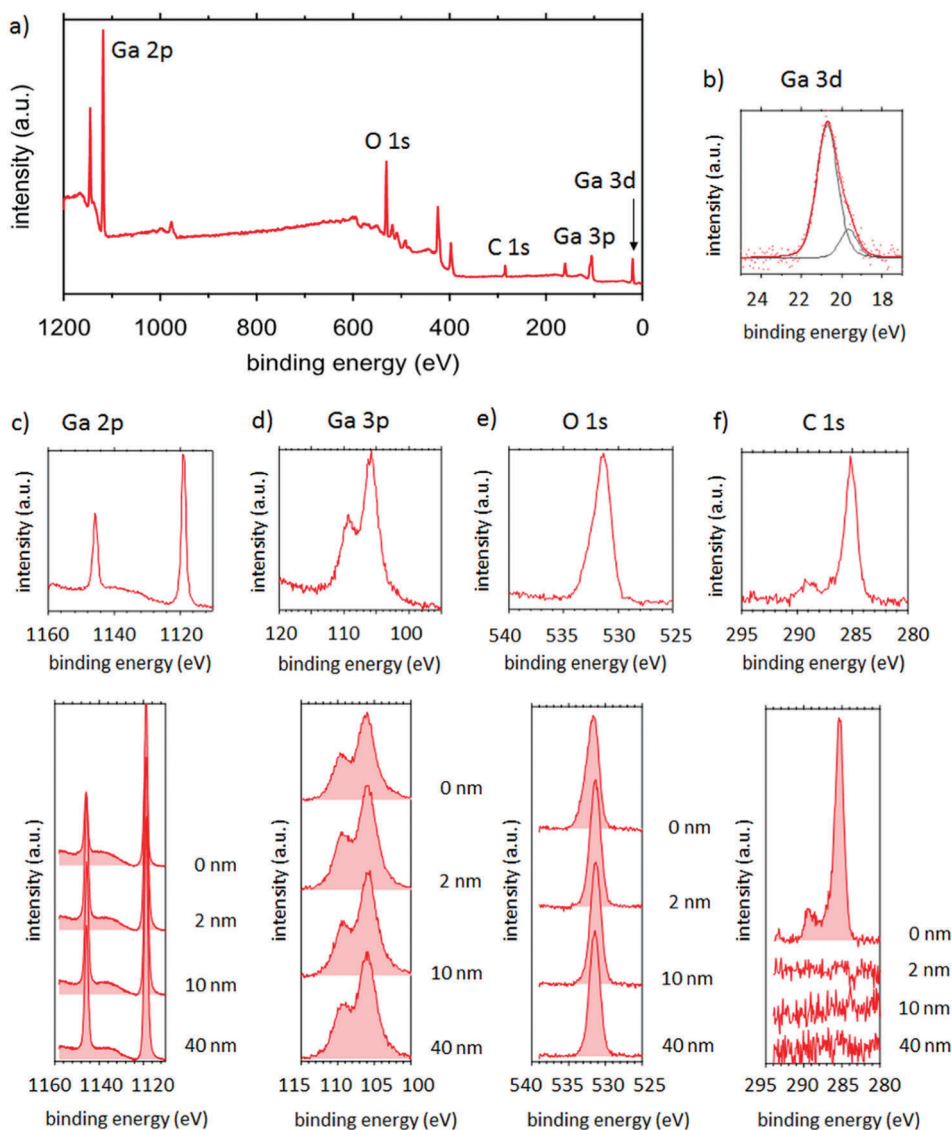 a)
Ga 2p
O 1s
C 1s
Ga 3p
Ga 3d
intensity (a.u.)
1200 1000 800 600 400 200 0
binding energy (eV)
b) Ga 3d
intensity (a.u.)
24 22 20 18
binding energy (eV)
c) Ga 2p
intensity (a.u.)
1160 1140 1120
binding energy (eV)
d) Ga 3p
intensity (a.u.)
120 110 100
binding energy (eV)
e) O 1s
intensity (a.u.)
540 535 530 525
binding energy (eV)
f) C 1s
intensity (a.u.)
295 290 285 280
binding energy (eV)
intensity (a.u.)
0 nm
2 nm
10 nm
40 nm
1160 1140 1120
binding energy (eV)
intensity (a.u.)
0 nm
2 nm
10 nm
40 nm
115 110 105 100
binding energy (eV)
intensity (a.u.)
0 nm
2 nm
10 nm
40 nm
540 535 530 525
binding energy (eV)
intensity (a.u.)
0 nm
2 nm
10 nm
40 nm
295 290 285 280
binding energy (eV)